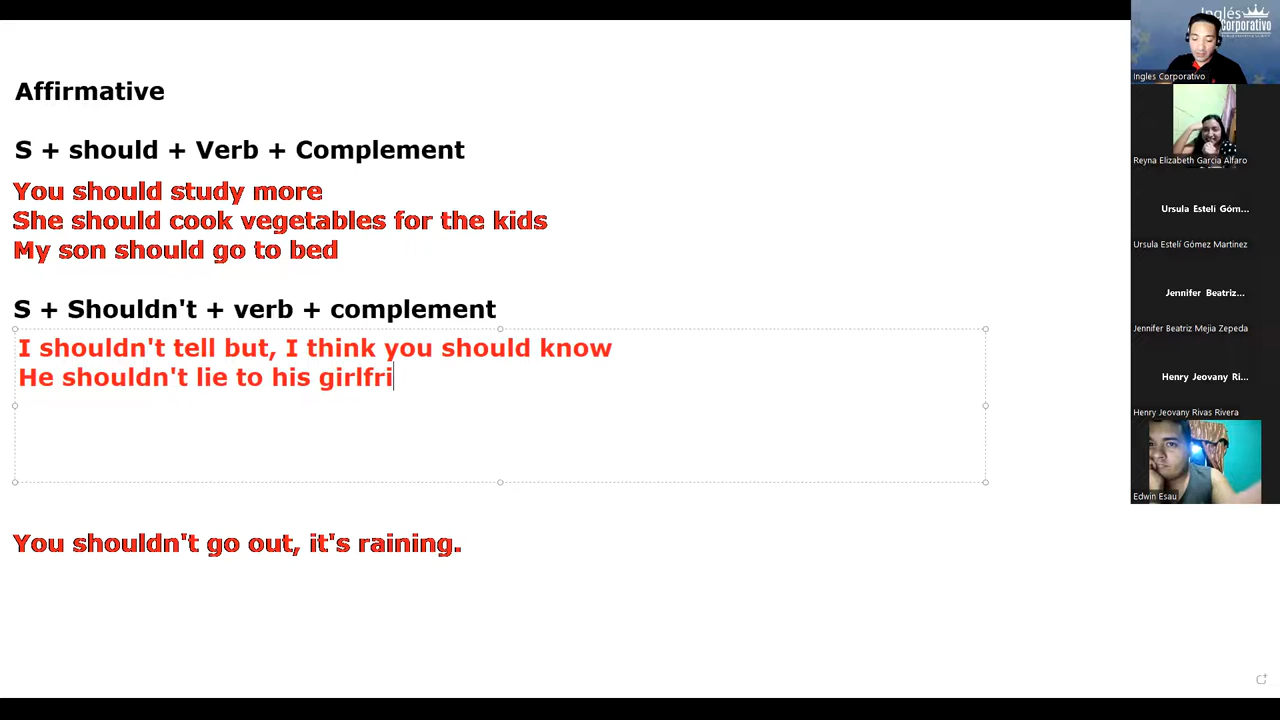 Affirmative
S + should + Verb + Complement
You should study more
She should cook vegetables for the kids
My son should go to bed
S + Shouldn't + verb + complement
I shouldn't tell but, I think you should know
He shouldn't lie to his girlfri
You shouldn't go out, it's raining.
Inglés
Corporativo
Ingles Corporativo
Reyna Elizabeth Garcia Alfaro
Ursula Estelí Góm...
Ursula Estelí Gómez Martinez
Jennifer Beatriz...
Jennifer Beatriz Mejia Zepeda
Henry Jeovany Ri...
Henry Jeovany Rivas Rivera
Edwin Esau